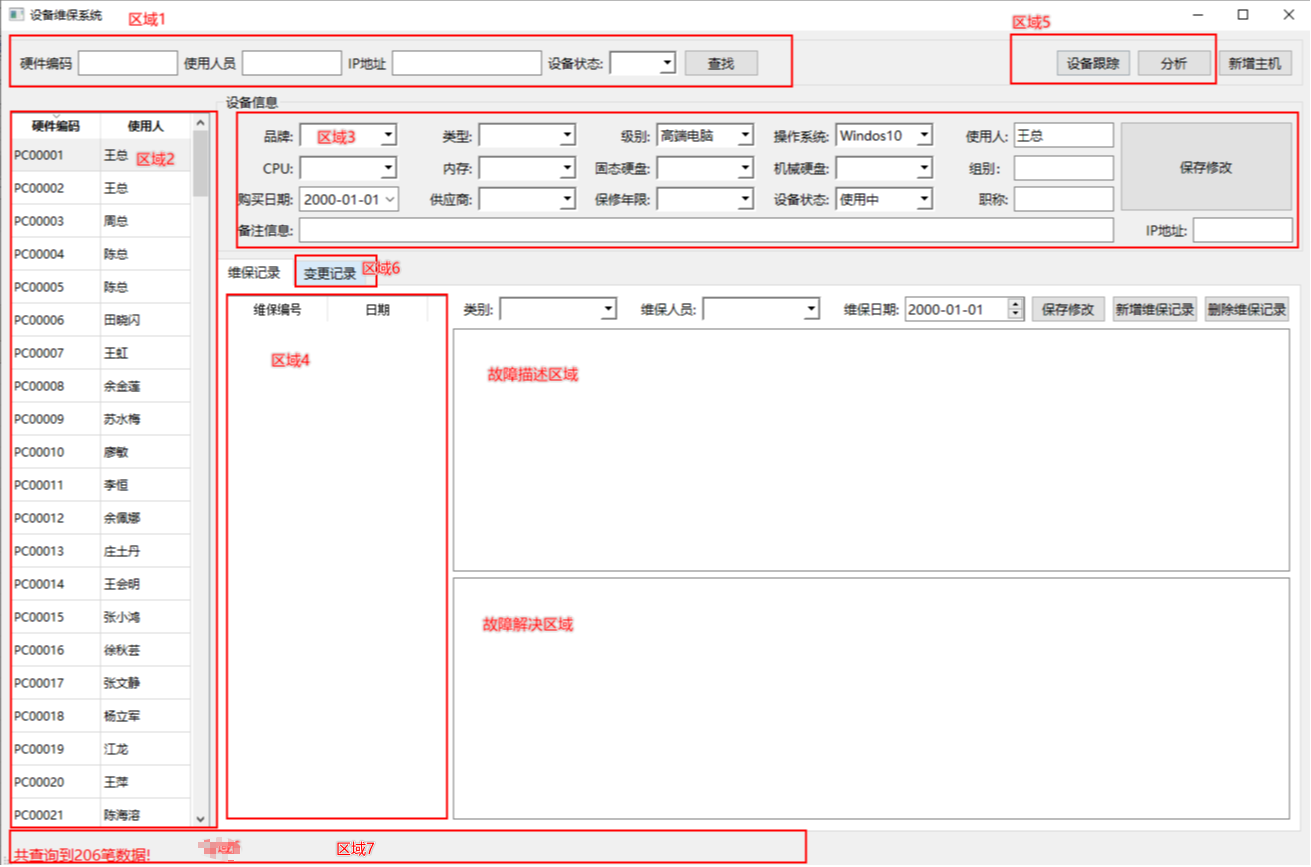 设备维保系统 区域1 区域5
硬件编码 使用人员 IP地址 设备状态: 查找 设备跟踪 分析 新增主机
设备信息
硬件编码 使用人
PC00001 王总 区域2
PC00002 王总
PC00003 周总
PC00004 陈总
PC00005 陈总
PC00006 田晓闪
PC00007 王虹
PC00008 余金莲
PC00009 苏水梅
PC00010 廖敏
PC00011 李恒
PC00012 余佩娜
PC00013 庄土丹
PC00014 王会明
PC00015 张小鸿
PC00016 徐秋芸
PC00017 张文静
PC00018 杨立军
PC00019 江龙
PC00020 王萍
PC00021 陈海溶
品牌: 区域3 类型: 级别: 高端电脑 操作系统: Windos10 使用人: 王总 保存修改
CPU: 内存: 固态硬盘: 机械硬盘: 组别:
购买日期: 2000-01-01 供应商: 保修年限: 设备状态: 使用中 职称:
备注信息: IP地址:
维保记录 变更记录 区域6
维保编号 日期 类别: 维保人员: 维保日期: 2000-01-01 保存修改 新增维保记录 删除维保记录
区域4
故障描述区域
故障解决区域
共查询到206笔数据! 区域7